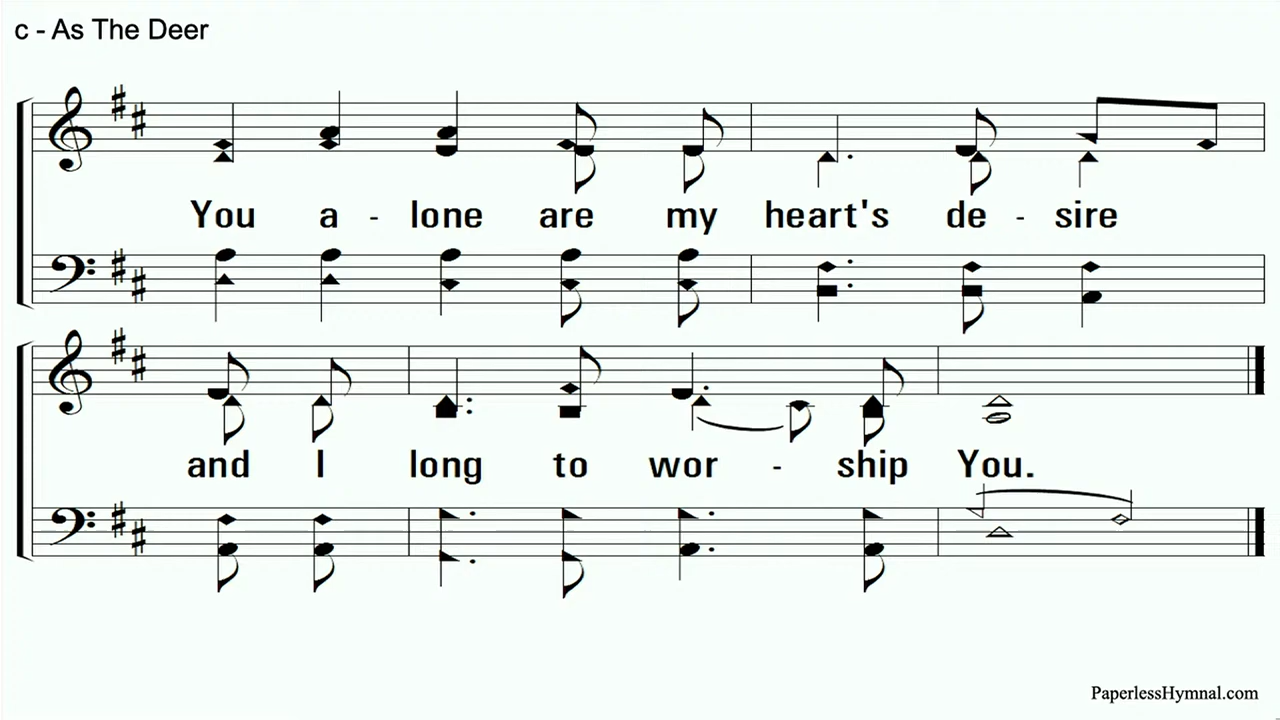 c - As The Deer
You a - lone are my heart's de - sire
and I long to wor - ship You.
PaperlessHymnal.com